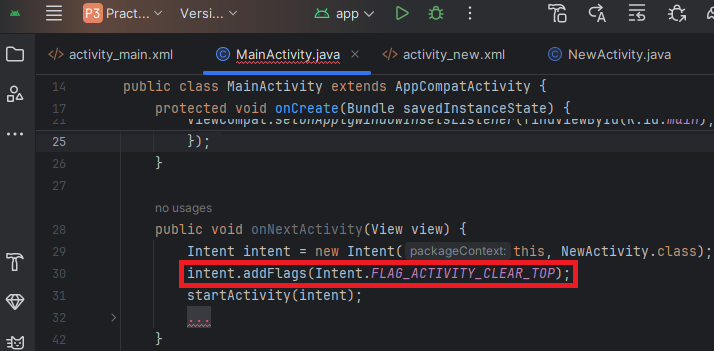 P3 Pract... Versi... app
activity_main.xml MainActivity.java activity_new.xml NewActivity.java
14 public class MainActivity extends AppCompatActivity {
17 protected void onCreate(Bundle savedInstanceState) {
21 ViewCompat.setOnApplyWindowInsetsListener(findViewById(R.id.main),
25 });
26 }
27
no usages
28 public void onNextActivity(View view) {
29 Intent intent = new Intent( packageContext: this, NewActivity.class);
30 intent.addFlags(Intent.FLAG_ACTIVITY_CLEAR_TOP);
31 startActivity(intent);
32 ...
42 }